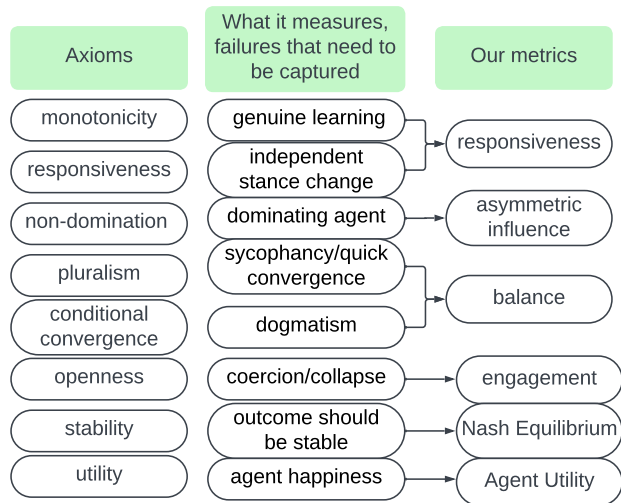 Axioms
What it measures,
failures that need to
be captured
Our metrics
monotonicity
genuine learning
responsiveness
responsiveness
independent
stance change
non-domination
dominating agent
asymmetric
influence
pluralism
sycophancy/quick
convergence
balance
conditional
convergence
dogmatism
openness
coercion/collapse
engagement
stability
outcome should
be stable
Nash Equilibrium
utility
agent happiness
Agent Utility